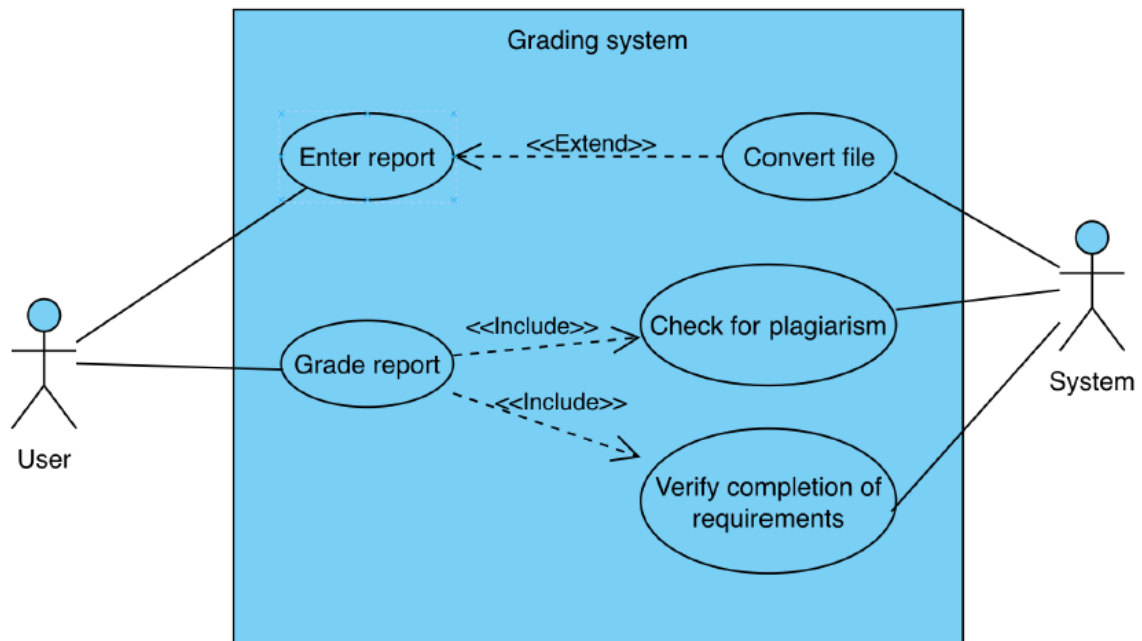 Grading system
Enter report
<<Extend>>
Convert file
<<Include>>
Check for plagiarism
Grade report
<<Include>>
System
User
Verify completion of
requirements